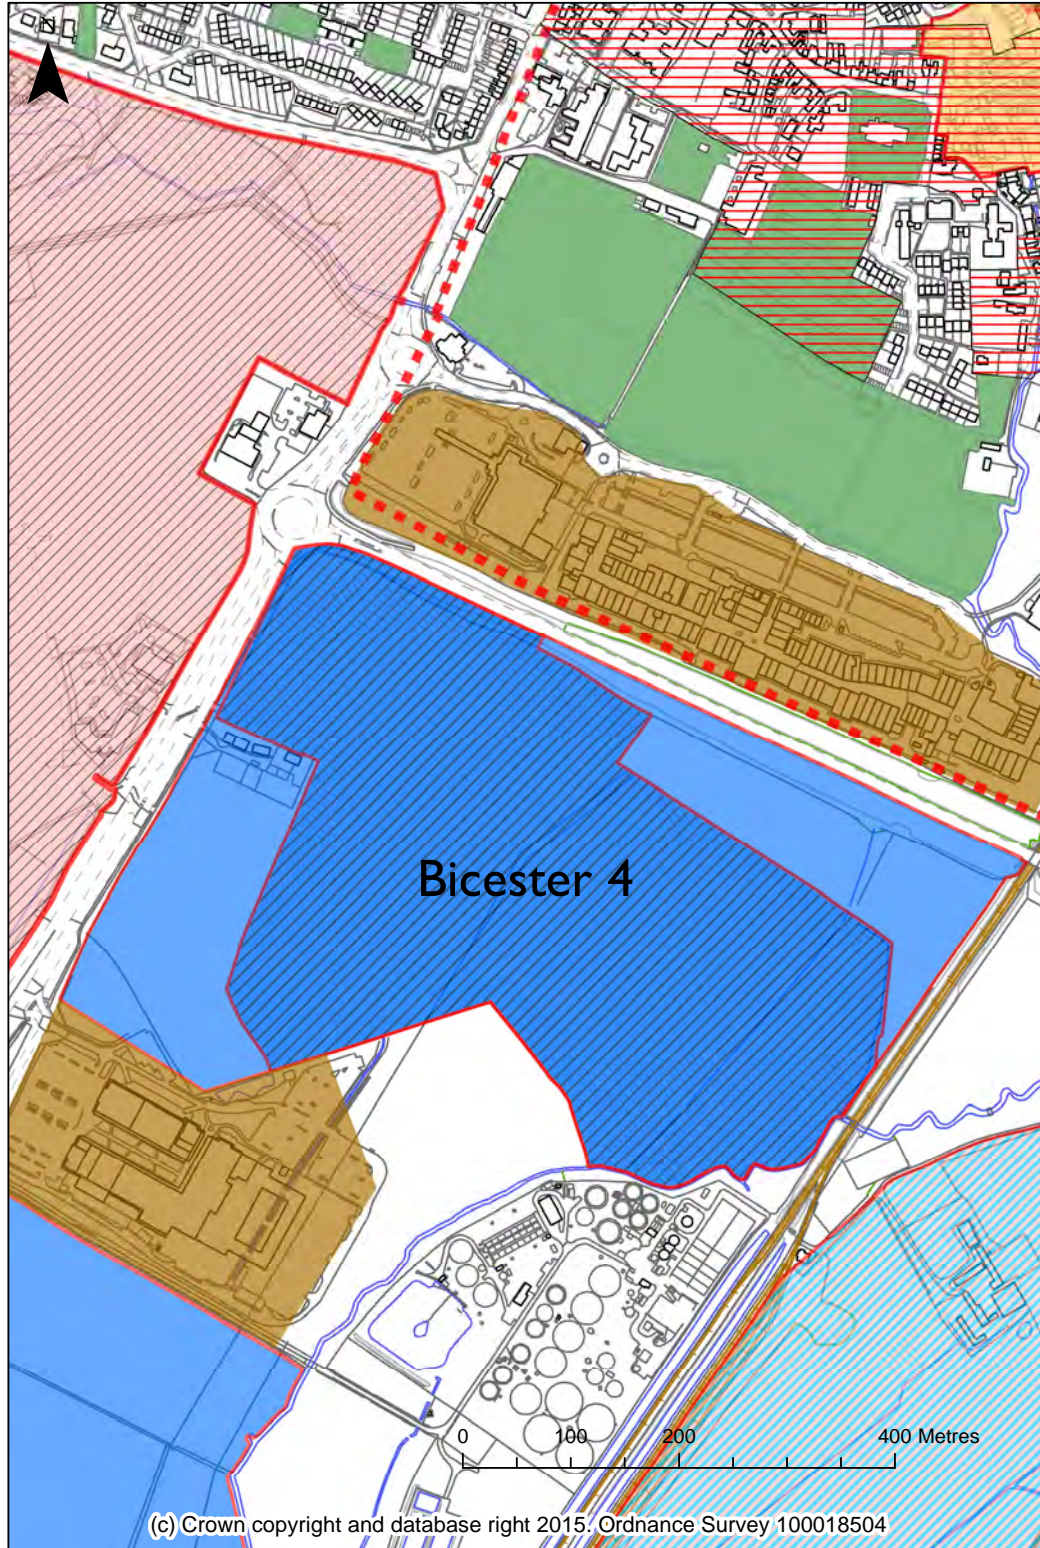 Bicester 4
0 100 200 400 Metres
(c) Crown copyright and database right 2015. Ordnance Survey 100018504